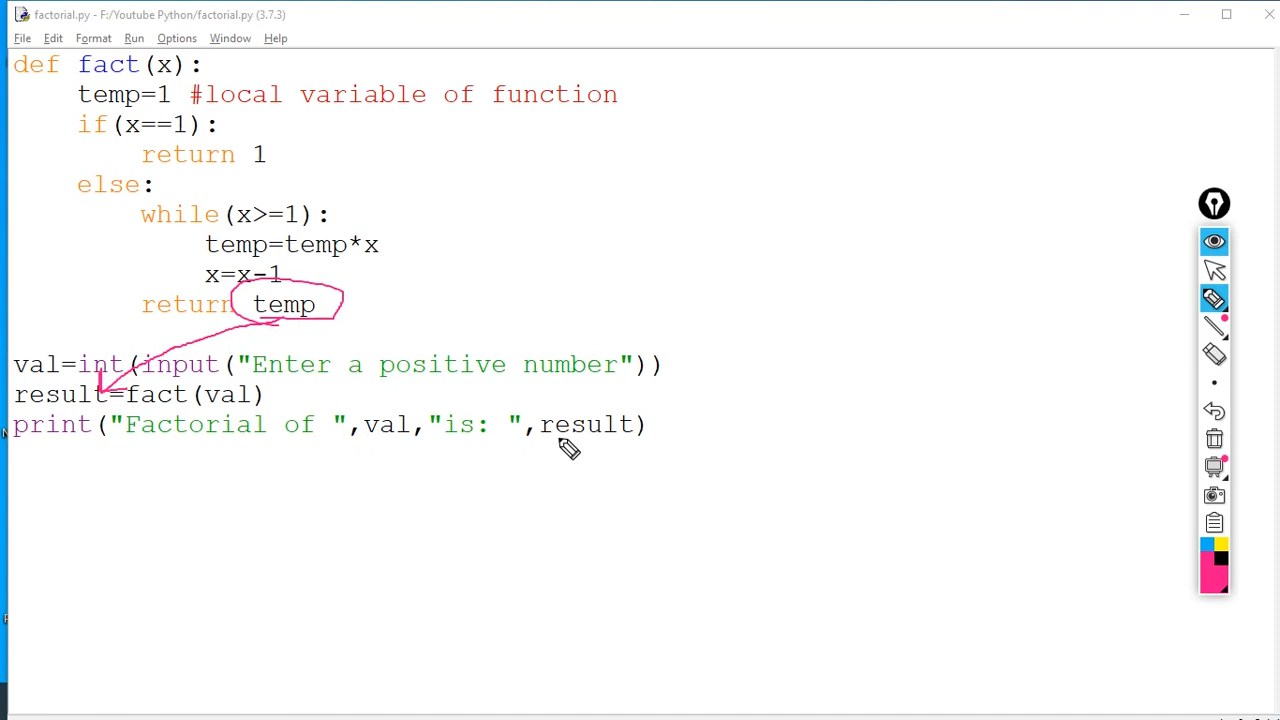 factorial.py - F:/Youtube Python/factorial.py (3.7.3)
File Edit Format Run Options Window Help
def fact(x):
    temp=1 #local variable of function
    if(x==1):
        return 1
    else:
        while(x>=1):
            temp=temp*x
            x=x-1
        return temp

val=int(input("Enter a positive number"))
result=fact(val)
print("Factorial of ",val,"is: ",result)